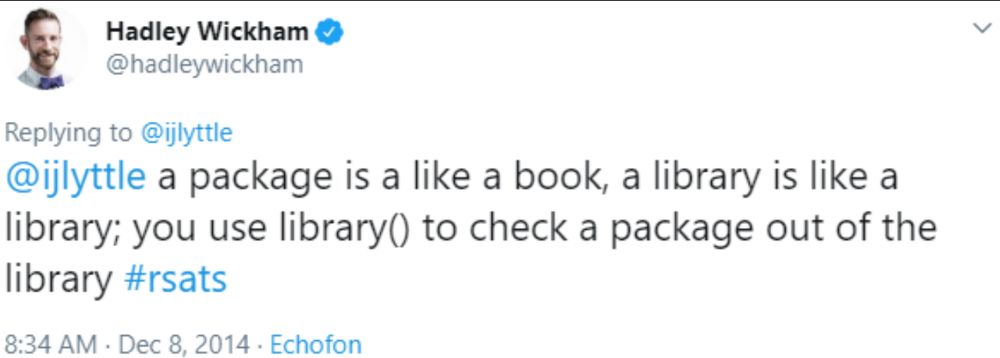 Hadley Wickham
@hadleywickham
Replying to @ijlyttle
@ijlyttle a package is a like a book, a library is like a
library; you use library() to check a package out of the
library #rsats
8:34 AM · Dec 8, 2014 · Echofon